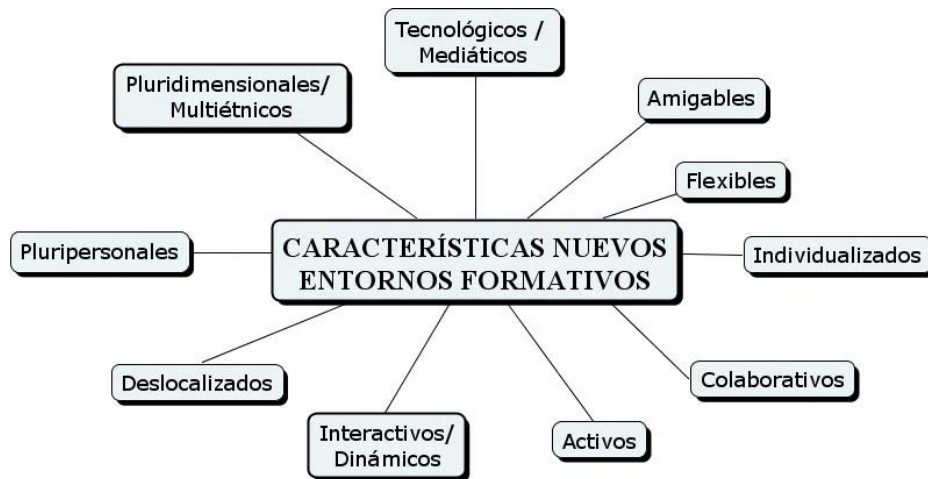 Tecnológicos /
Mediáticos
Pluridimensionales/
Multiétnicos
Amigables
Flexibles
CARACTERÍSTICAS NUEVOS
ENTORNOS FORMATIVOS
Pluripersonales
Individualizados
Deslocalizados
Colaborativos
Interactivos/
Dinámicos
Activos